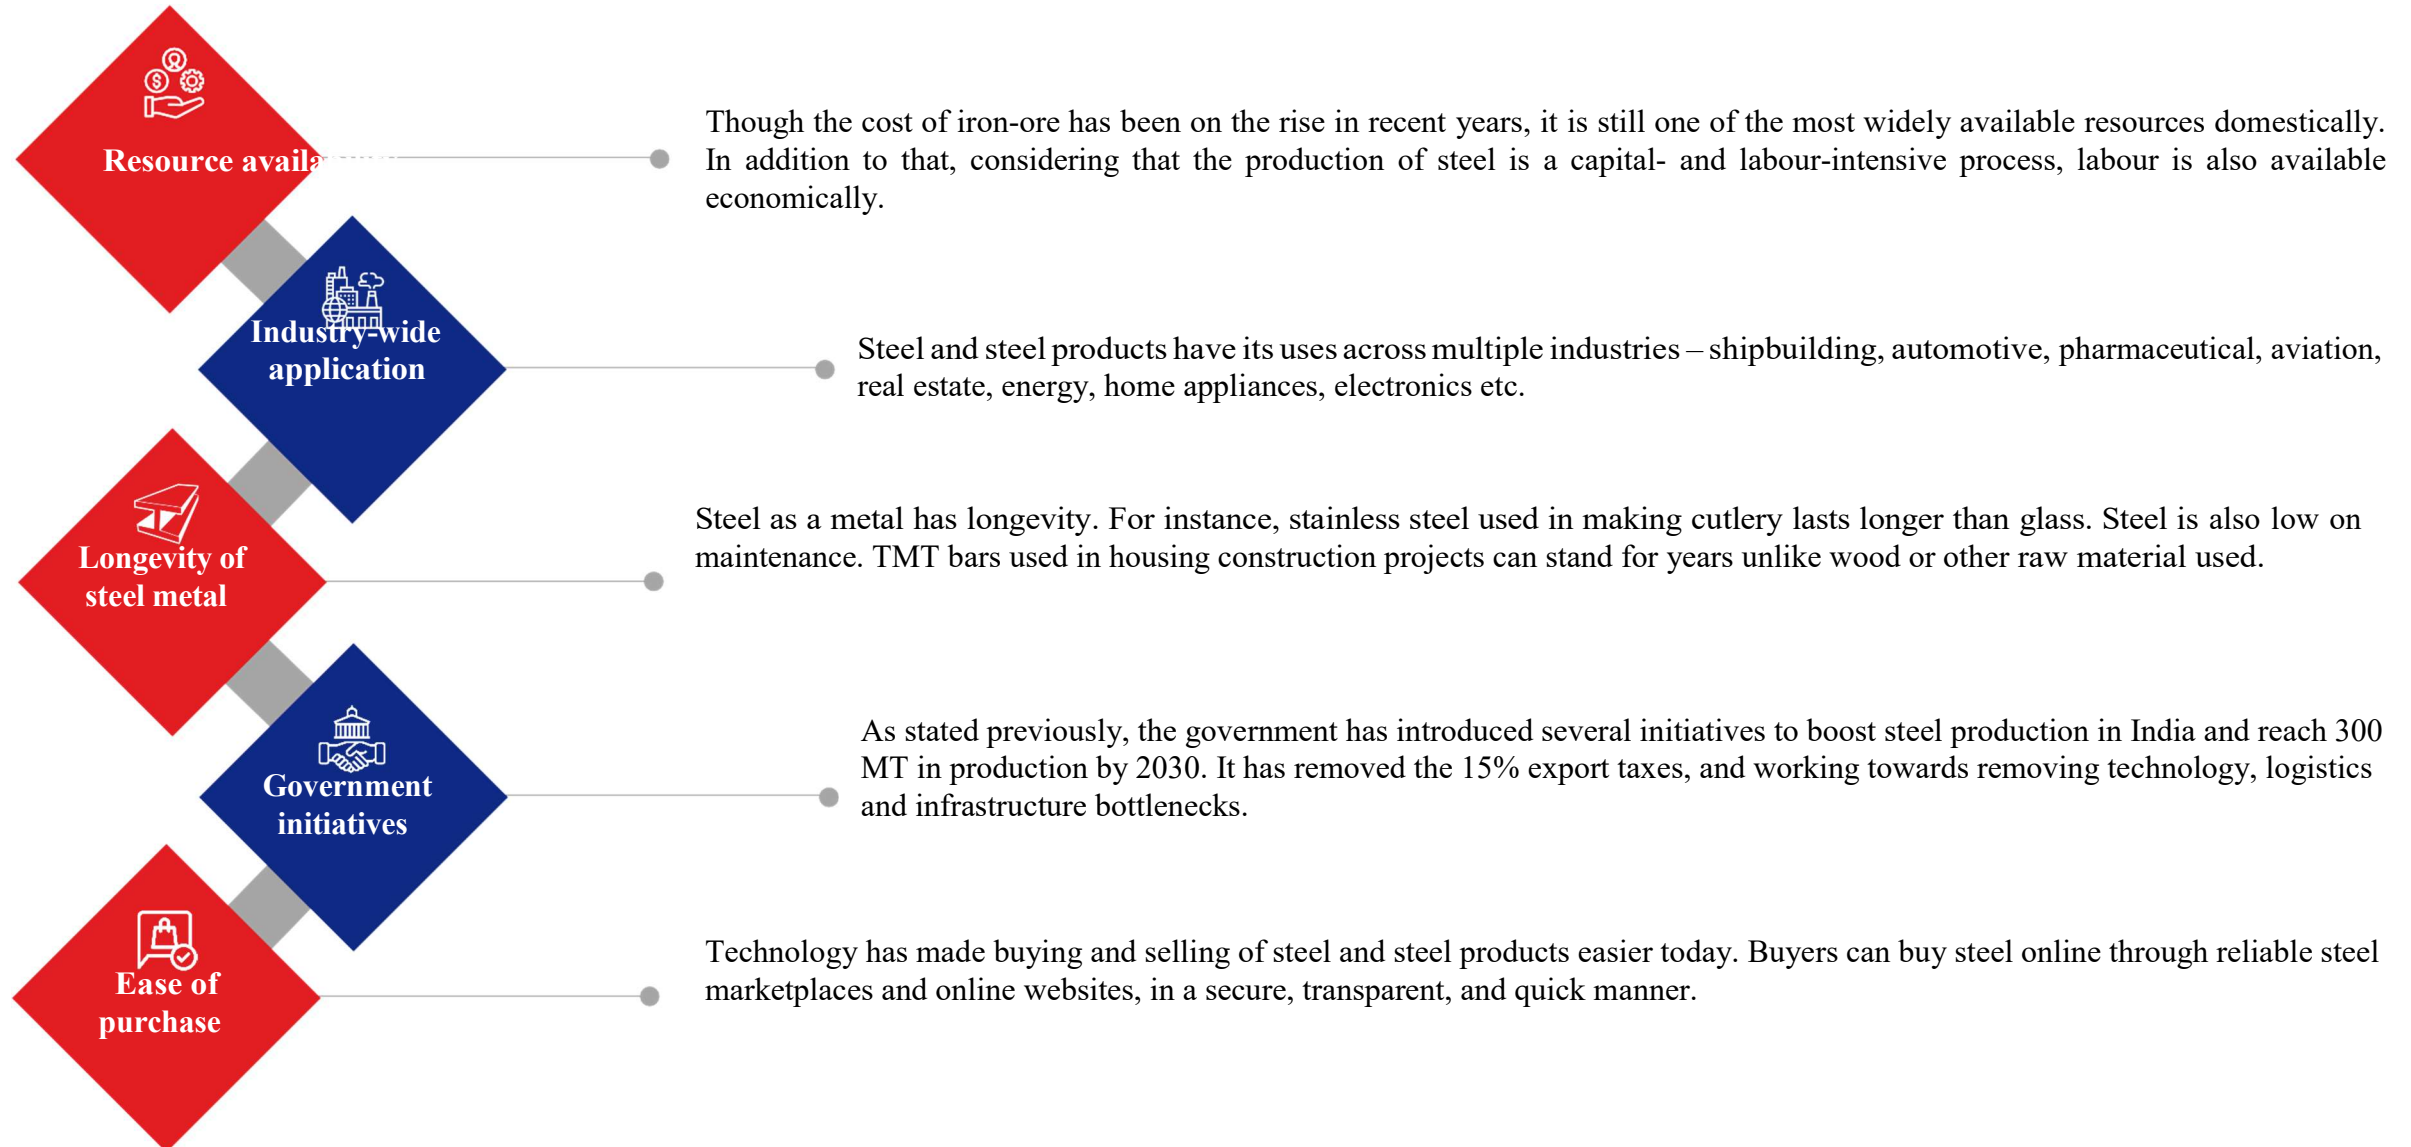 Resource availability
Though the cost of iron-ore has been on the rise in recent years, it is still one of the most widely available resources domestically.
In addition to that, considering that the production of steel is a capital- and labour-intensive process, labour is also available
economically.
Industry-wide
application
Steel and steel products have its uses across multiple industries – shipbuilding, automotive, pharmaceutical, aviation,
real estate, energy, home appliances, electronics etc.
Longevity of
steel metal
Steel as a metal has longevity. For instance, stainless steel used in making cutlery lasts longer than glass. Steel is also low on
maintenance. TMT bars used in housing construction projects can stand for years unlike wood or other raw material used.
Government
initiatives
As stated previously, the government has introduced several initiatives to boost steel production in India and reach 300
MT in production by 2030. It has removed the 15% export taxes, and working towards removing technology, logistics
and infrastructure bottlenecks.
Ease of
purchase
Technology has made buying and selling of steel and steel products easier today. Buyers can buy steel online through reliable steel
marketplaces and online websites, in a secure, transparent, and quick manner.